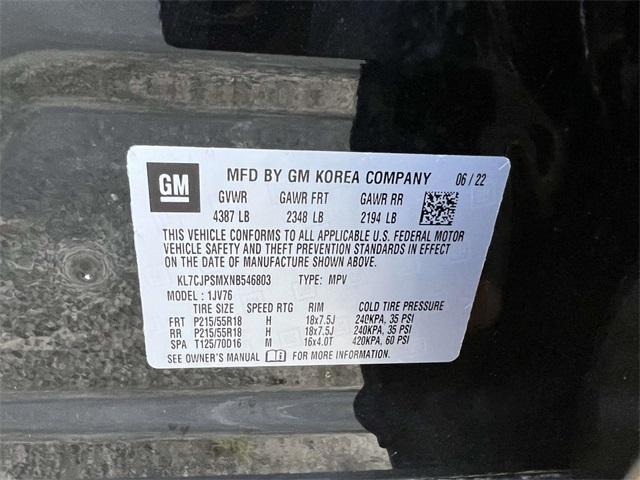 GM
MFD BY GM KOREA COMPANY 06/22
GVWR GAWR FRT GAWR RR
4387 LB 2348 LB 2194 LB
THIS VEHICLE CONFORMS TO ALL APPLICABLE U.S. FEDERAL MOTOR
VEHICLE SAFETY AND THEFT PREVENTION STANDARDS IN EFFECT
ON THE DATE OF MANUFACTURE SHOWN ABOVE.
KL7CJPSMXNB546803 TYPE: MPV
MODEL: 1JV76
TIRE SIZE SPEED RTG RIM COLD TIRE PRESSURE
FRT P215/55R18 H 18x7.5J 240KPA, 35 PSI
RR P215/55R18 H 18x7.5J 240KPA, 35 PSI
SPA T125/70D16 M 16x4.0T 420KPA, 60 PSI
SEE OWNER'S MANUAL FOR MORE INFORMATION.